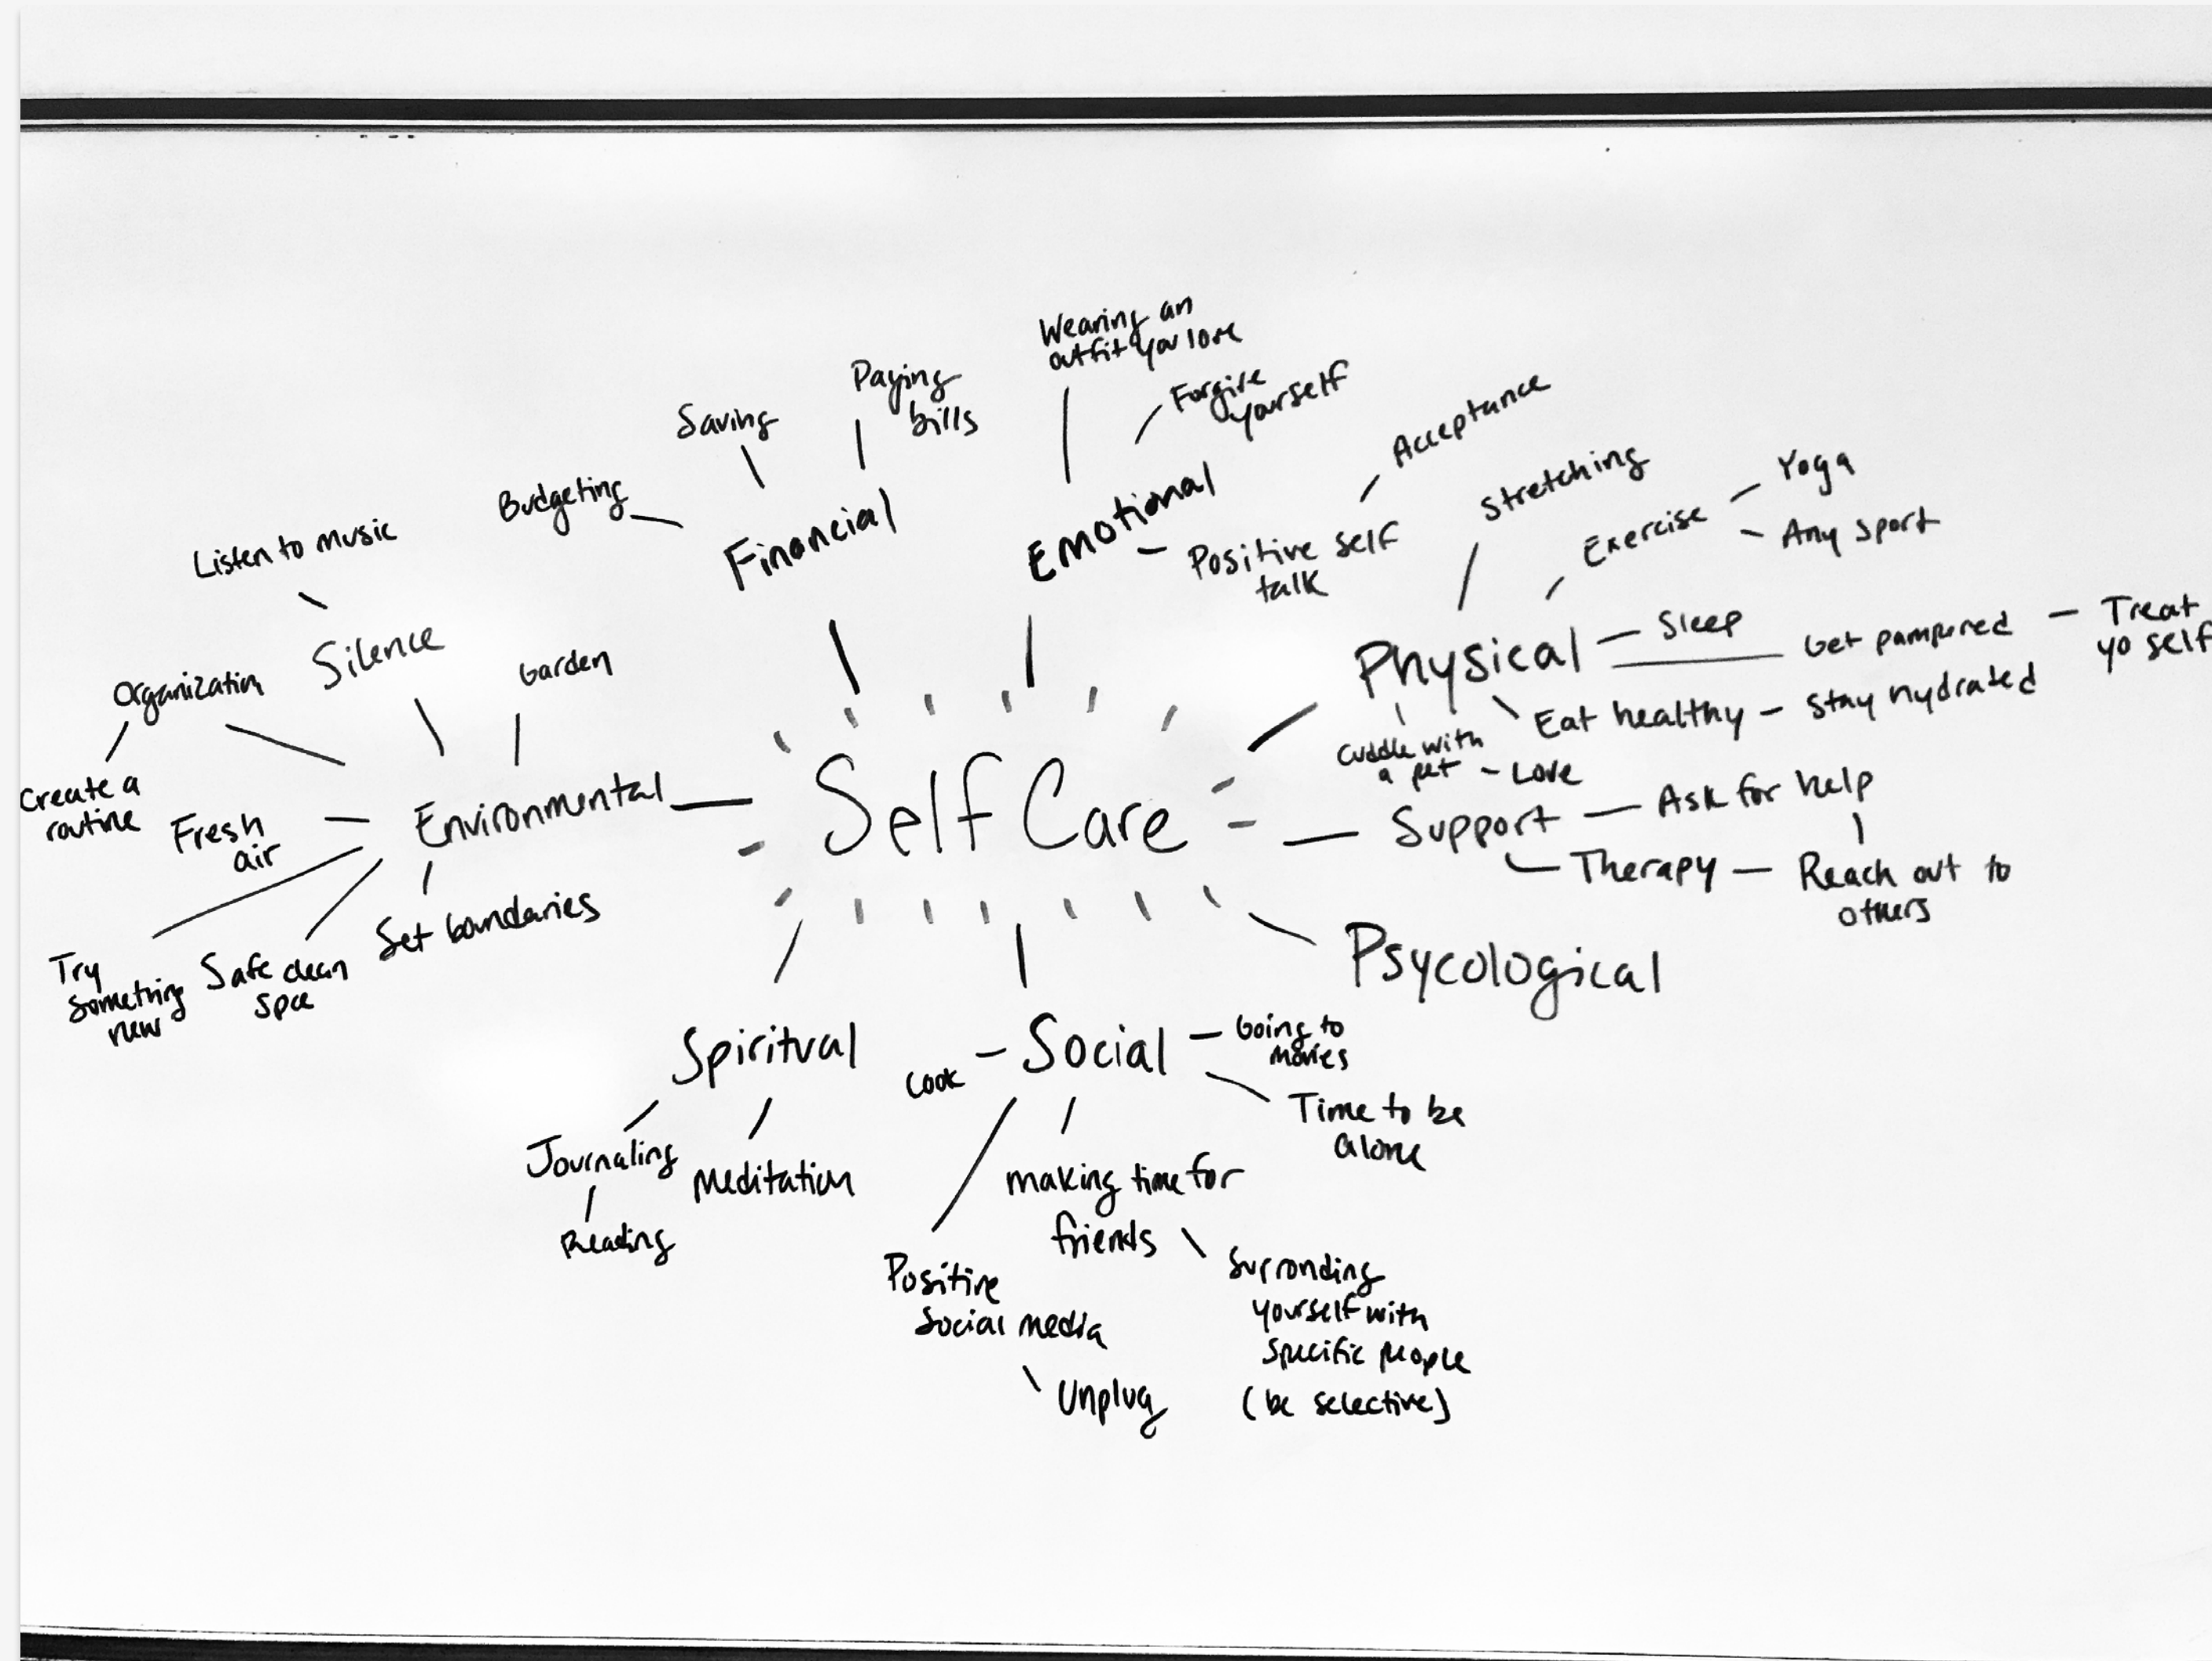 Wearing an
outfit you love
Forgive
yourself
Acceptance
Positive self
talk
Emotional
Paying
bills
Saving
Budgeting
Financial
Listen to music
Silence
Garden
Organization
Create a
routine
Fresh
air
Environmental
Try
something
new
Safe clean
spce
Set boundaries
Self Care
Stretching
Exercise
Yoga
Any sport
Physical
Sleep
Get pampered
Treat
yo self
Eat healthy
Stay hydrated
Cuddle with
a pet
Love
Support
Ask for help
Therapy
Reach out to
others
Psycological
Spiritual
Journaling
Reading
Meditation
Social
Cook
Going to
movies
Time to be
alone
making time for
friends
Surronding
yourself with
specific people
(be selective)
Positive
social media
Unplug